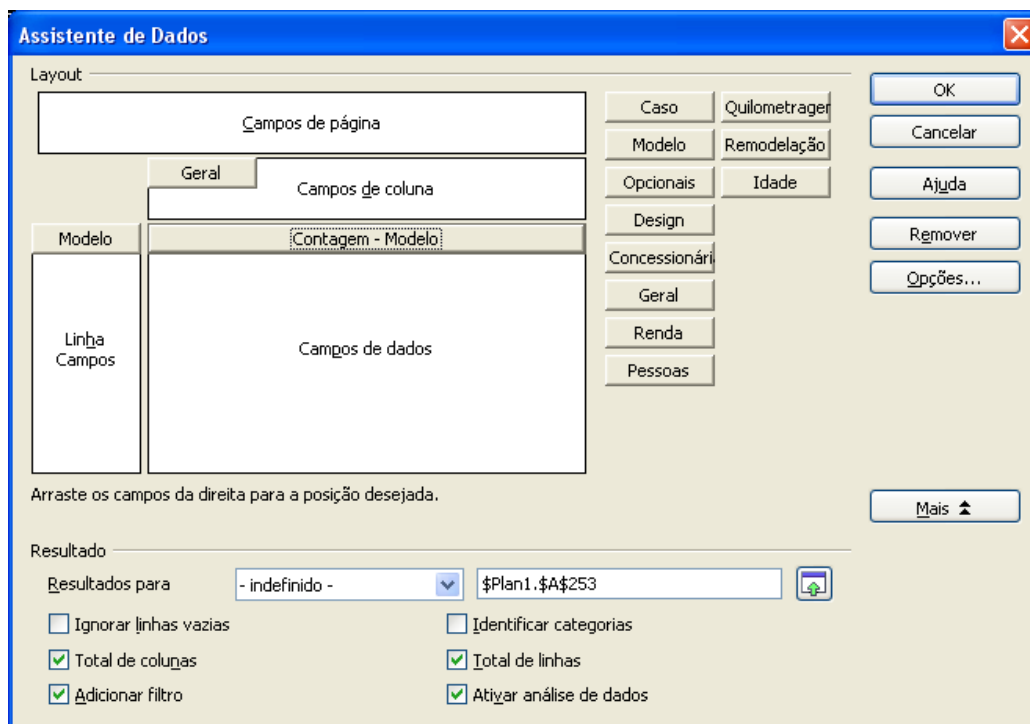 Assistente de Dados
Layout
Campos de página
Geral
Campos de coluna
Modelo
Contagem - Modelo
Linha
Campos
Campos de dados
Caso
Quilometrager
Modelo
Remodelação
Opcionais
Idade
Design
Concessionári
Geral
Renda
Pessoas
OK
Cancelar
Ajuda
Remover
Opções...
Mais
Arraste os campos da direita para a posição desejada.
Resultado
Resultados para
- indefinido -
$Plan1.$A$253
Ignorar linhas vazias
Identificar categorias
Total de colunas
Total de linhas
Adicionar filtro
Ativar análise de dados